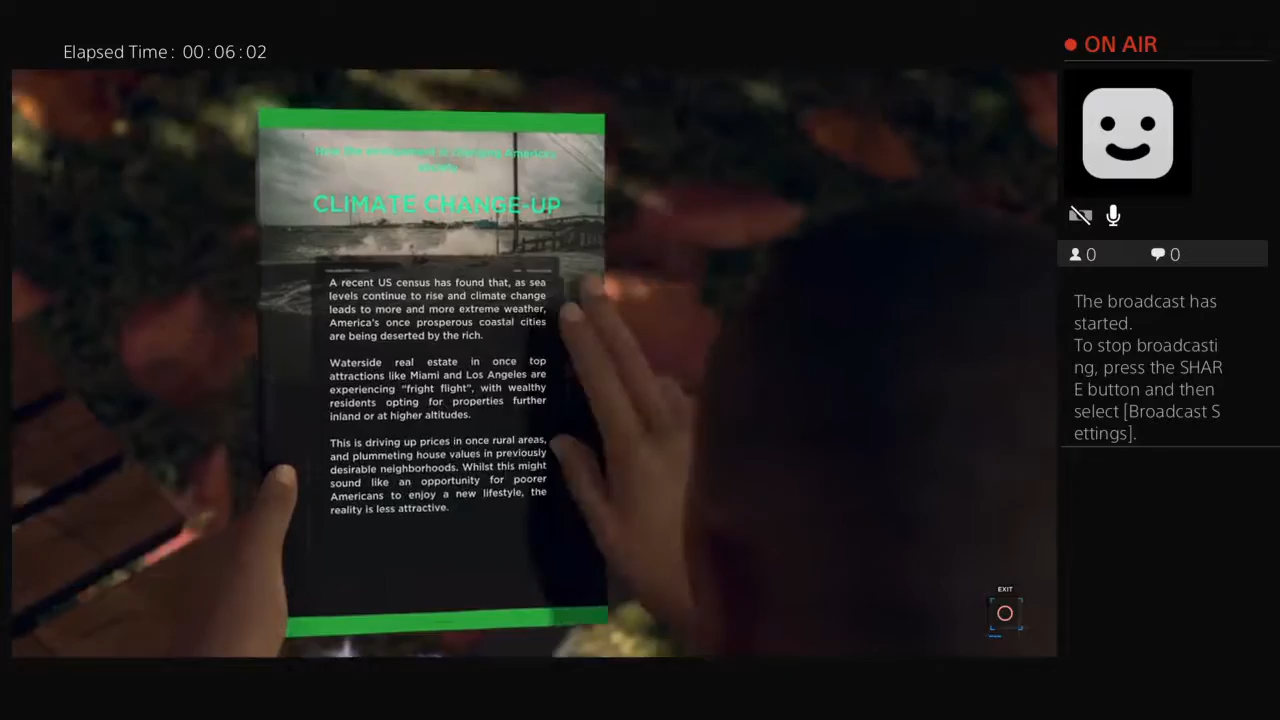 Elapsed Time: 00:06:02
ON AIR
0 0
The broadcast has
started.
To stop broadcasti
ng, press the SHAR
E button and then
select [Broadcast S
ettings].
How the environment is changing America's
CLIMATE CHANGE-UP
A recent US census has found that, as sea
levels continue to rise and climate change
leads to more and more extreme weather,
America's once prosperous coastal cities
are being deserted by the rich.
Waterside real estate in once top
attractions like Miami and Los Angeles are
experiencing "fright flight", with wealthy
residents opting for properties further
inland or at higher altitudes.
This is driving up prices in once rural areas,
and plummeting house values in previously
desirable neighborhoods. Whilst this might
sound like an opportunity for poorer
Americans to enjoy a new lifestyle, the
reality is less attractive.
EXIT